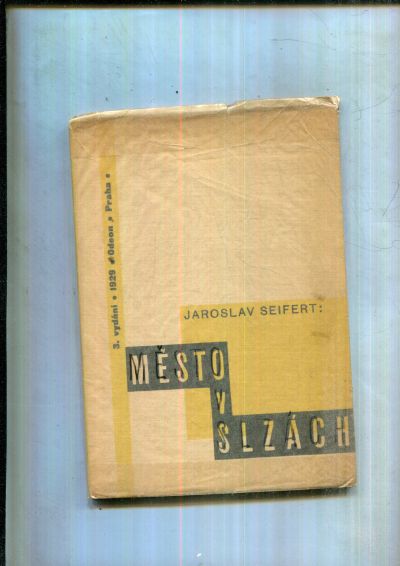 3. vydání • 1929 • Odeon • Praha •
JAROSLAV SEIFERT:
MĚSTO
V
SLZÁCH